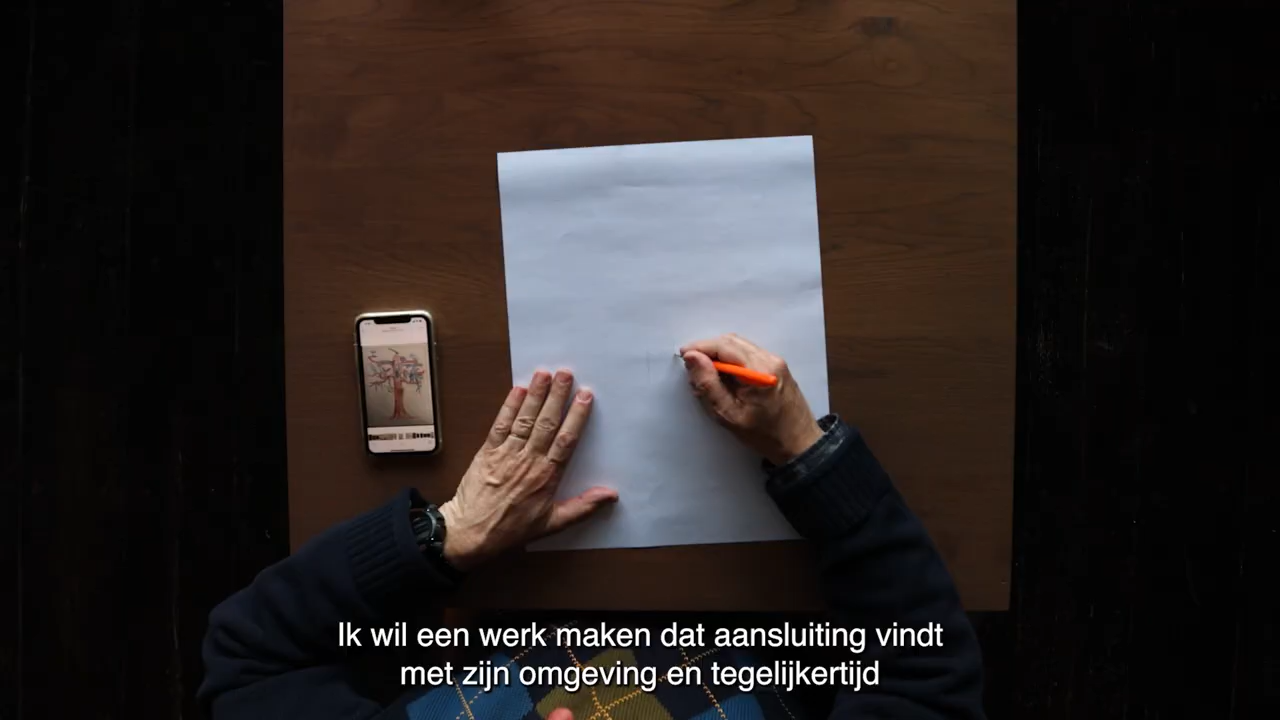 Ik wil een werk maken dat aansluiting vindt
met zijn omgeving en tegelijkertijd